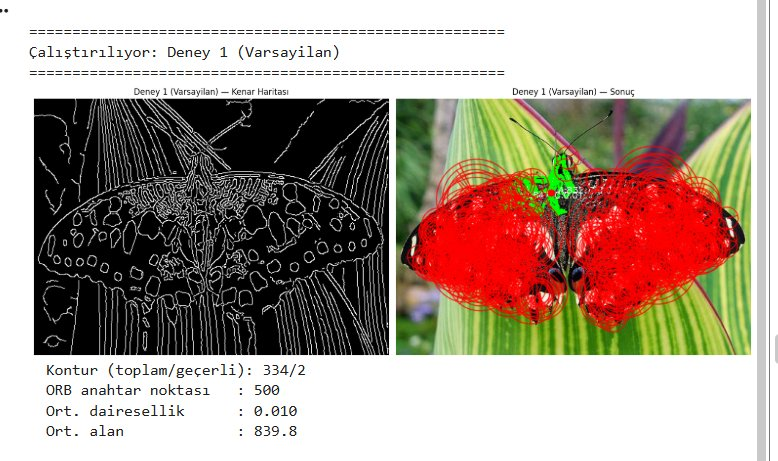 ••
====================================================
Çalıştırılıyor: Deney 1 (Varsayilan)
====================================================
Deney 1 (Varsayilan) — Kenar Haritası
Deney 1 (Varsayilan) — Sonuç
Kontur (toplam/geçerli): 334/2
ORB anahtar noktası : 500
Ort. dairesellik : 0.010
Ort. alan : 839.8